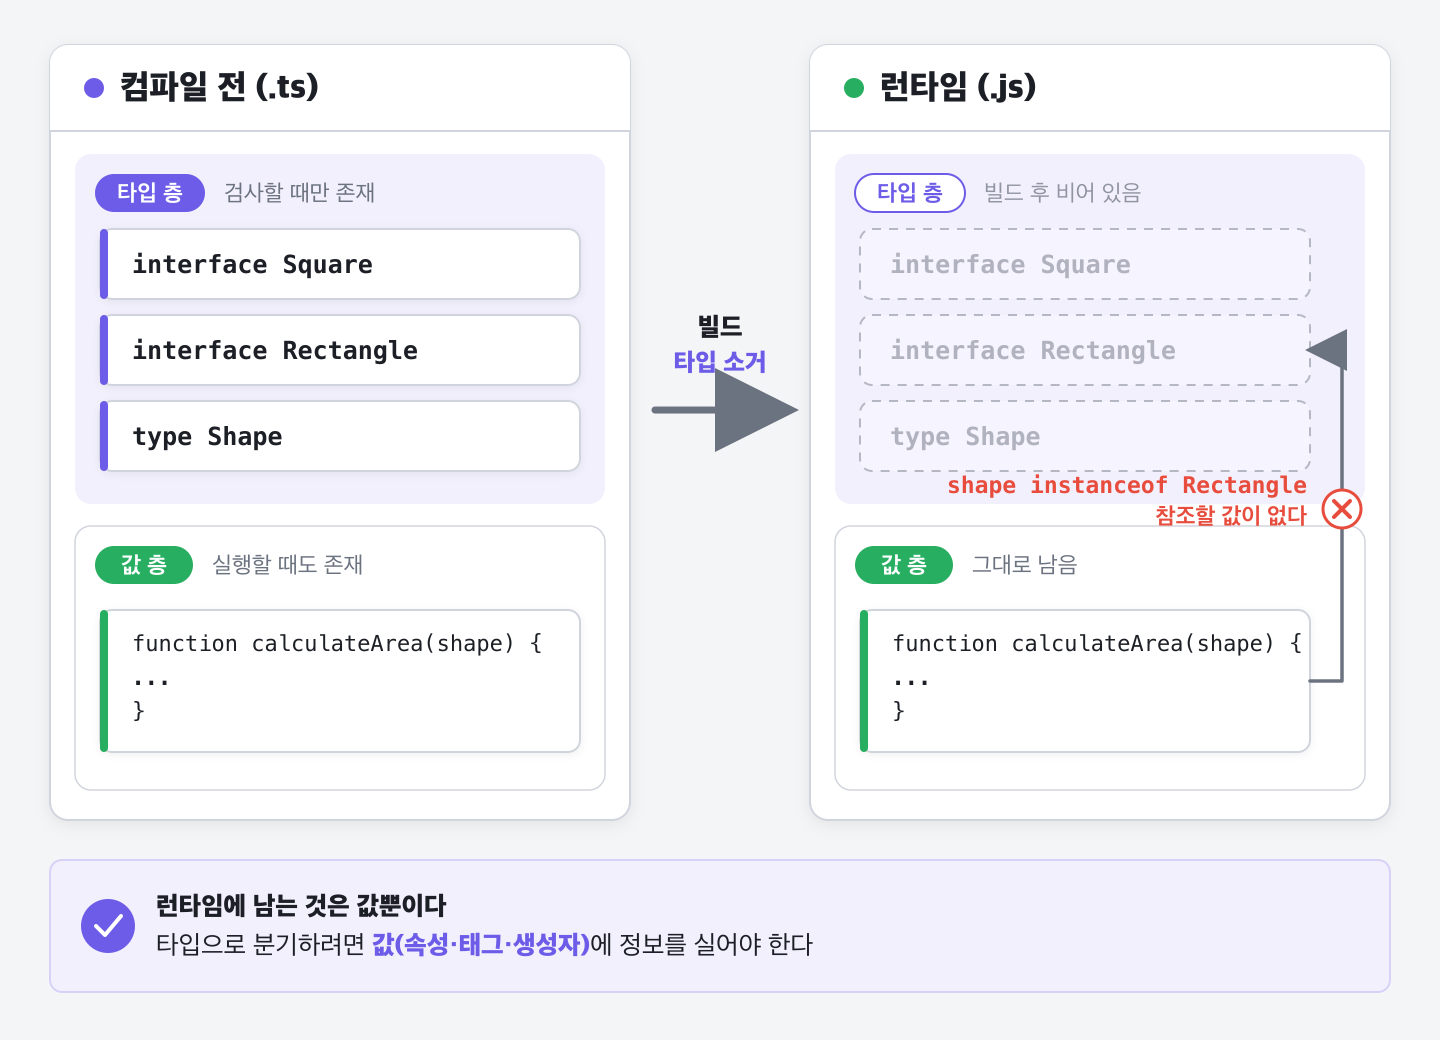 컴파일 전 (.ts)
타입 층 검사할 때만 존재
interface Square
interface Rectangle
type Shape
값 층 실행할 때도 존재
function calculateArea(shape) {
...
}
빌드
타입 소거
런타임 (.js)
타입 층 빌드 후 비어 있음
interface Square
interface Rectangle
type Shape
shape instanceof Rectangle
참조할 값이 없다
값 층 그대로 남음
function calculateArea(shape) {
...
}
런타임에 남는 것은 값뿐이다
타입으로 분기하려면 값(속성·태그·생성자)에 정보를 실어야 한다